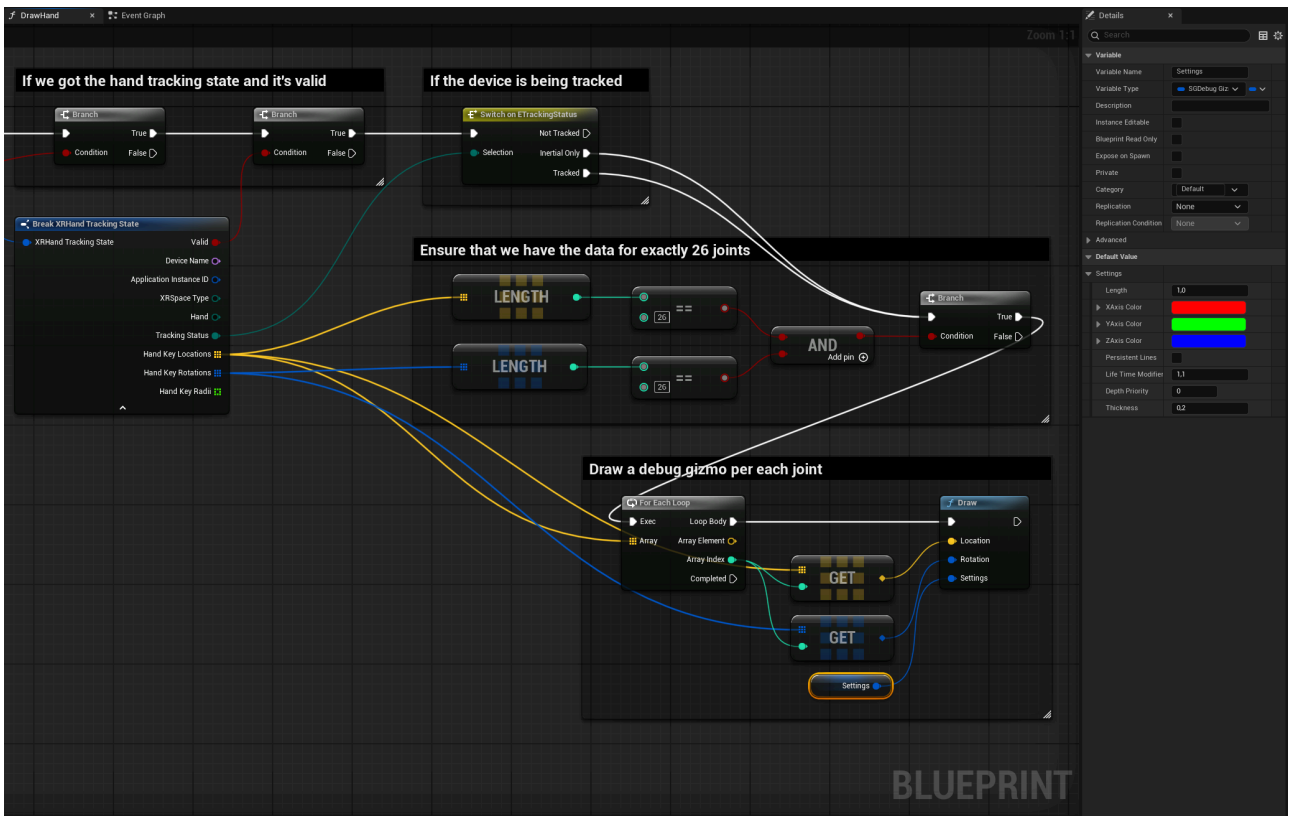 DrawHand
Event Graph
Zoom 1:1
If we got the hand tracking state and it's valid
Branch
True
Condition
False
Branch
True
Condition
False
If the device is being tracked
Switch on ETrackingStatus
Not Tracked
Selection
Inertial Only
Tracked
Break XRHand Tracking State
XRHand Tracking State
Valid
Device Name
Application Instance ID
XRSpace Type
Hand
Tracking Status
Hand Key Locations
Hand Key Rotations
Hand Key Radii
Ensure that we have the data for exactly 26 joints
LENGTH
==
26
LENGTH
==
26
AND
Add pin
Branch
True
Condition
False
Draw a debug gizmo per each joint
For Each Loop
Exec
Loop Body
Array
Array Element
Array Index
Completed
GET
GET
Settings
Draw
Location
Rotation
Settings
BLUEPRINT
Details
Search
Variable
Variable Name
Settings
Variable Type
SGDebug Giz
Description
Instance Editable
Blueprint Read Only
Expose on Spawn
Private
Category
Default
Replication
None
Replication Condition
None
Advanced
Default Value
Settings
Length
1.0
XAxis Color
YAxis Color
ZAxis Color
Persistent Lines
Life Time Modifier
1.1
Depth Priority
0
Thickness
0.2